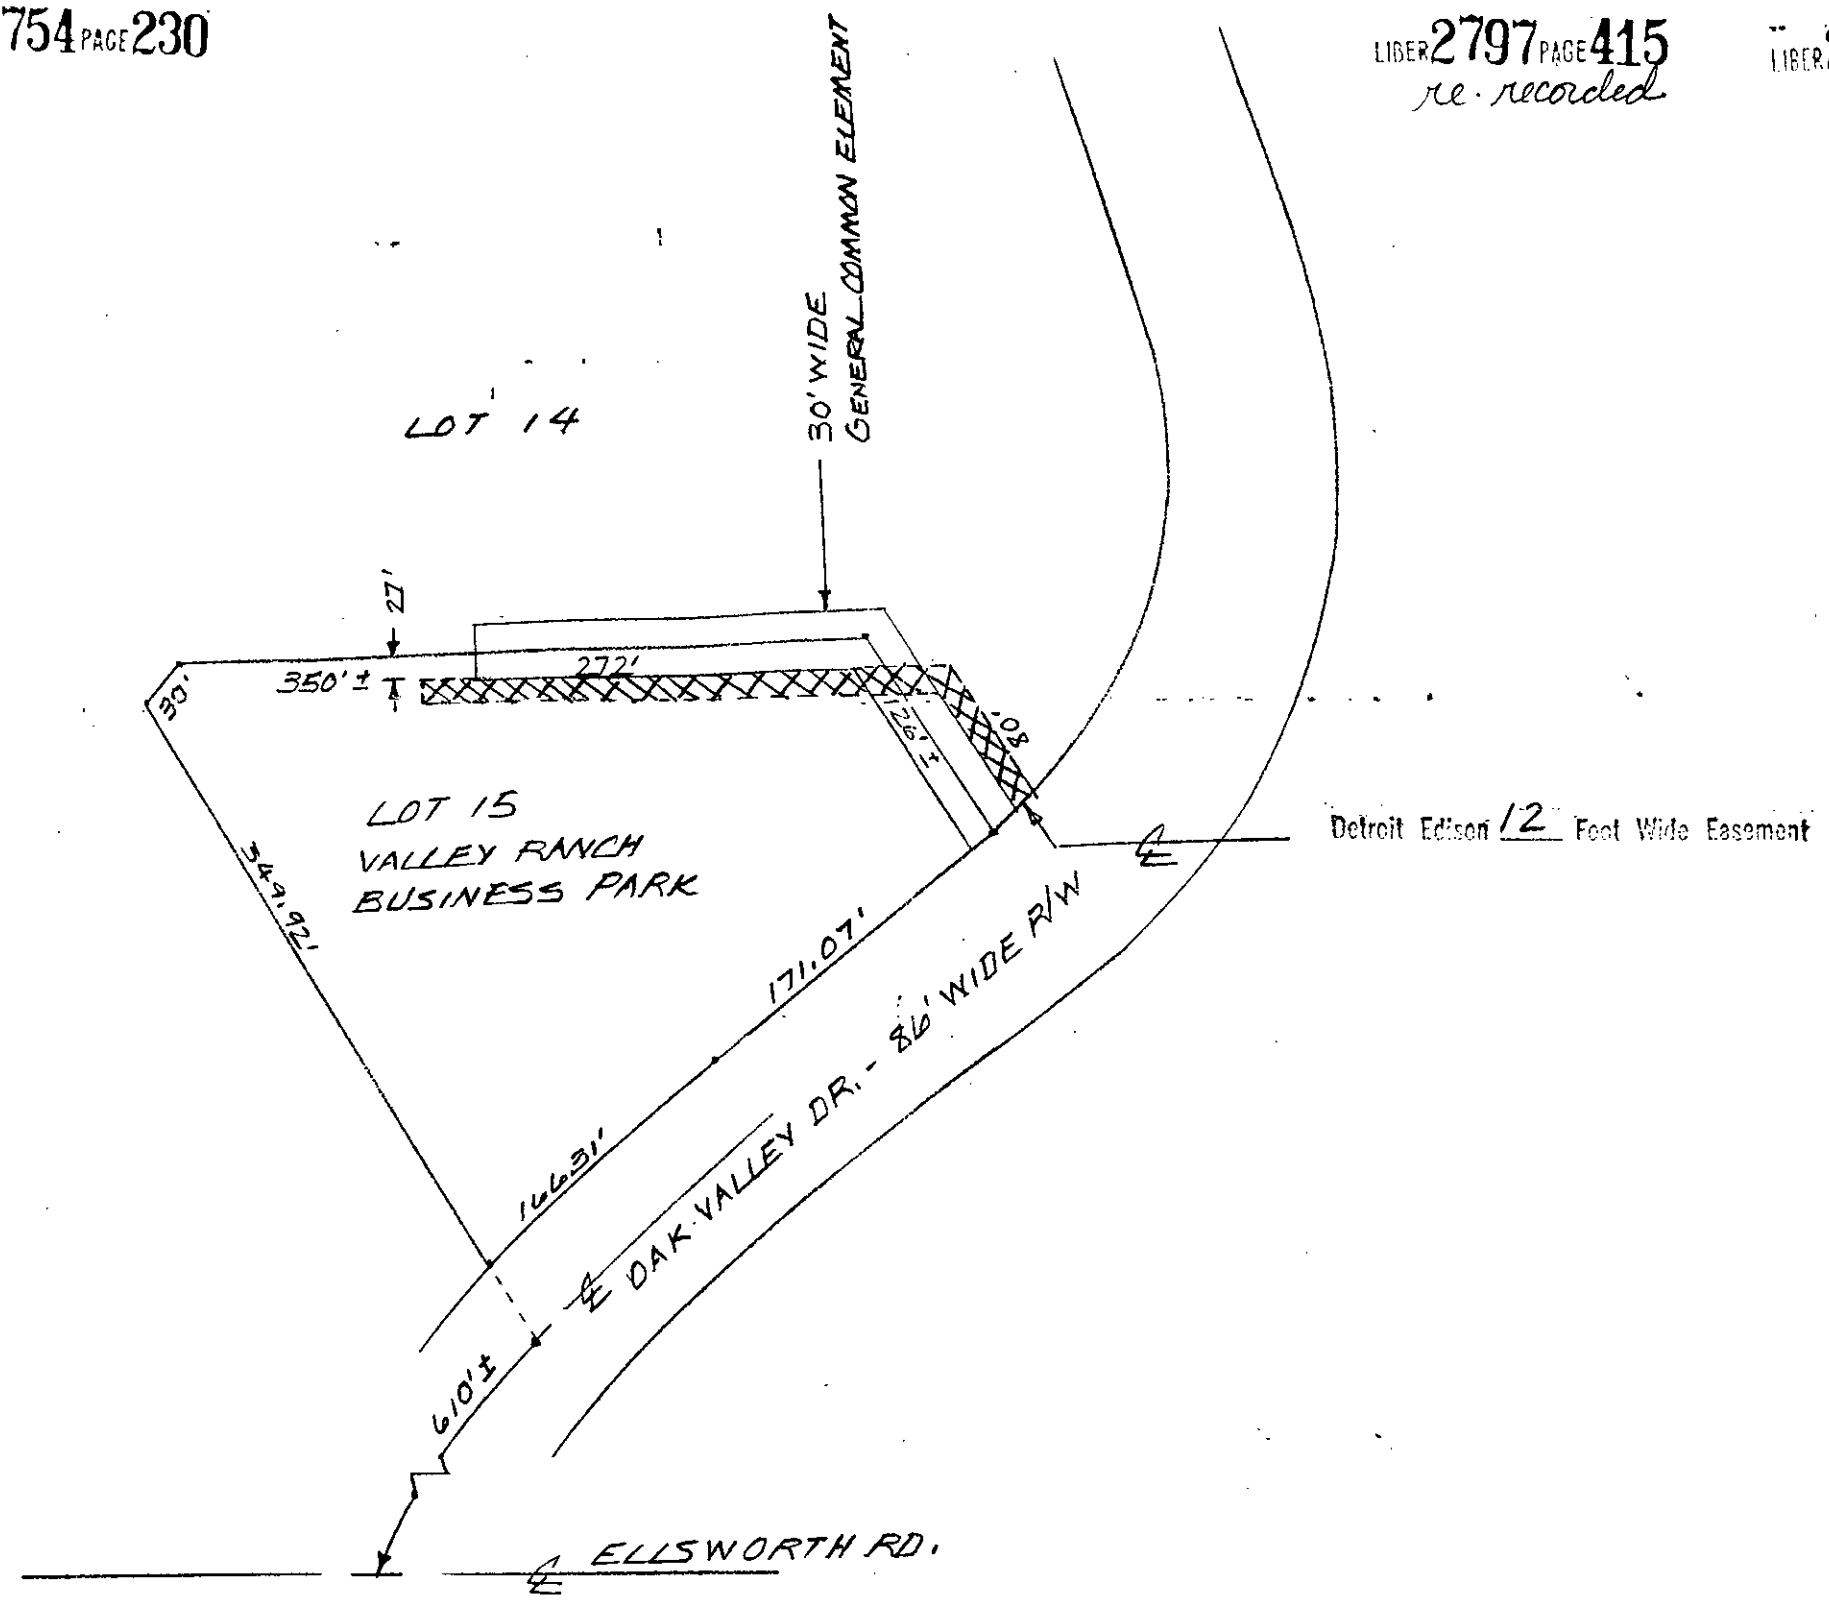 754 PAGE 230
LIBER 2797 PAGE 415
LIBER
re-recorded
30' WIDE
GENERAL COMMON ELEMENT
LOT 14
27'
350' ±
272'
30'
126' ±
80'
LOT 15
VALLEY RANCH
BUSINESS PARK
Detroit Edison 12 Foot Wide Easement
349.92'
171.07'
166.31'
℄ OAK VALLEY DR. - 86' WIDE R/W
610' ±
℄ ELLSWORTH RD.